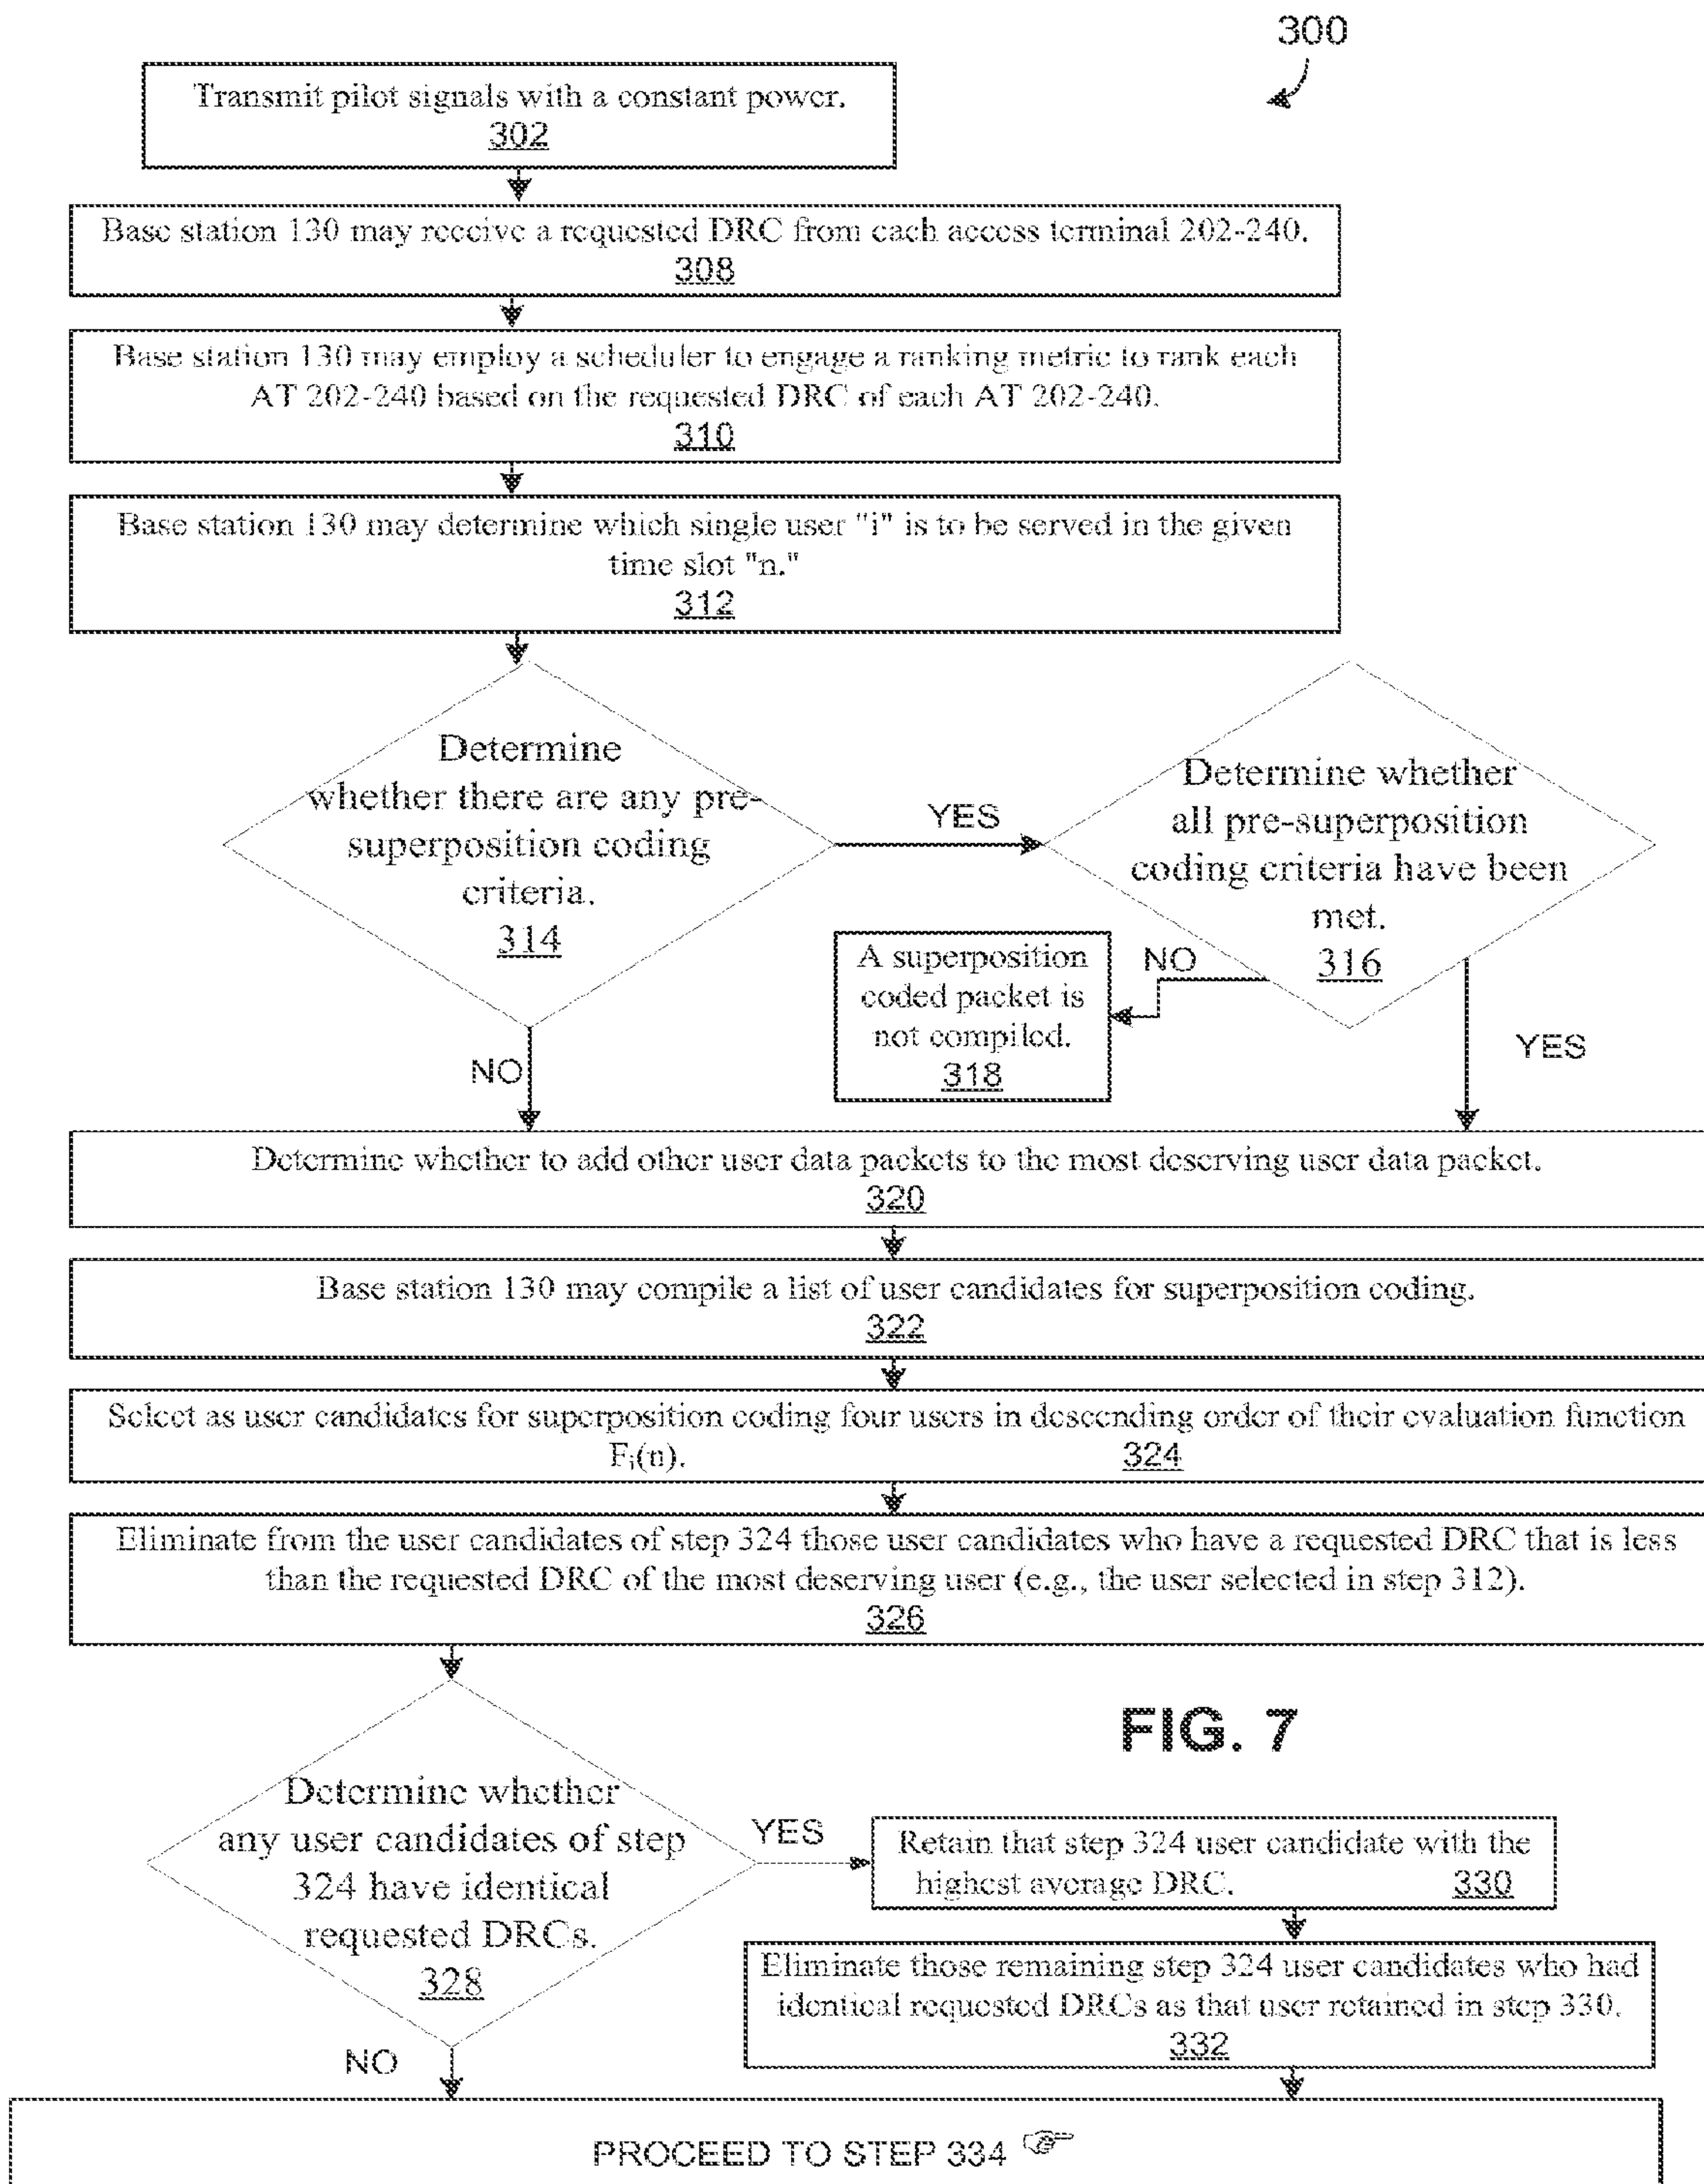 300
Transmit pilot signals with a constant power.
302
Base station 130 may receive a requested DRC from each access terminal 202-240.
308
Base station 130 may employ a scheduler to engage a ranking metric to rank each
AT 202-240 based on the requested DRC of each AT 202-240.
310
Base station 130 may determine which single user "i" is to be served in the given
time slot "n."
312
Determine
whether there are any pre-
superposition coding
criteria.
314
YES
Determine whether
all pre-superposition
coding criteria have been
met.
316
NO
A superposition
coded packet is
not compiled.
318
YES
NO
Determine whether to add other user data packets to the most deserving user data packet.
320
Base station 130 may compile a list of user candidates for superposition coding.
322
Select as user candidates for superposition coding four users in descending order of their evaluation function
Fi(n). 324
Eliminate from the user candidates of step 324 those user candidates who have a requested DRC that is less
than the requested DRC of the most deserving user (e.g., the user selected in step 312).
326
FIG. 7
Determine whether
any user candidates of step
324 have identical
requested DRCs.
328
YES
Retain that step 324 user candidate with the
highest average DRC. 330
Eliminate those remaining step 324 user candidates who had
identical requested DRCs as that user retained in step 330.
332
NO
PROCEED TO STEP 334 ☞